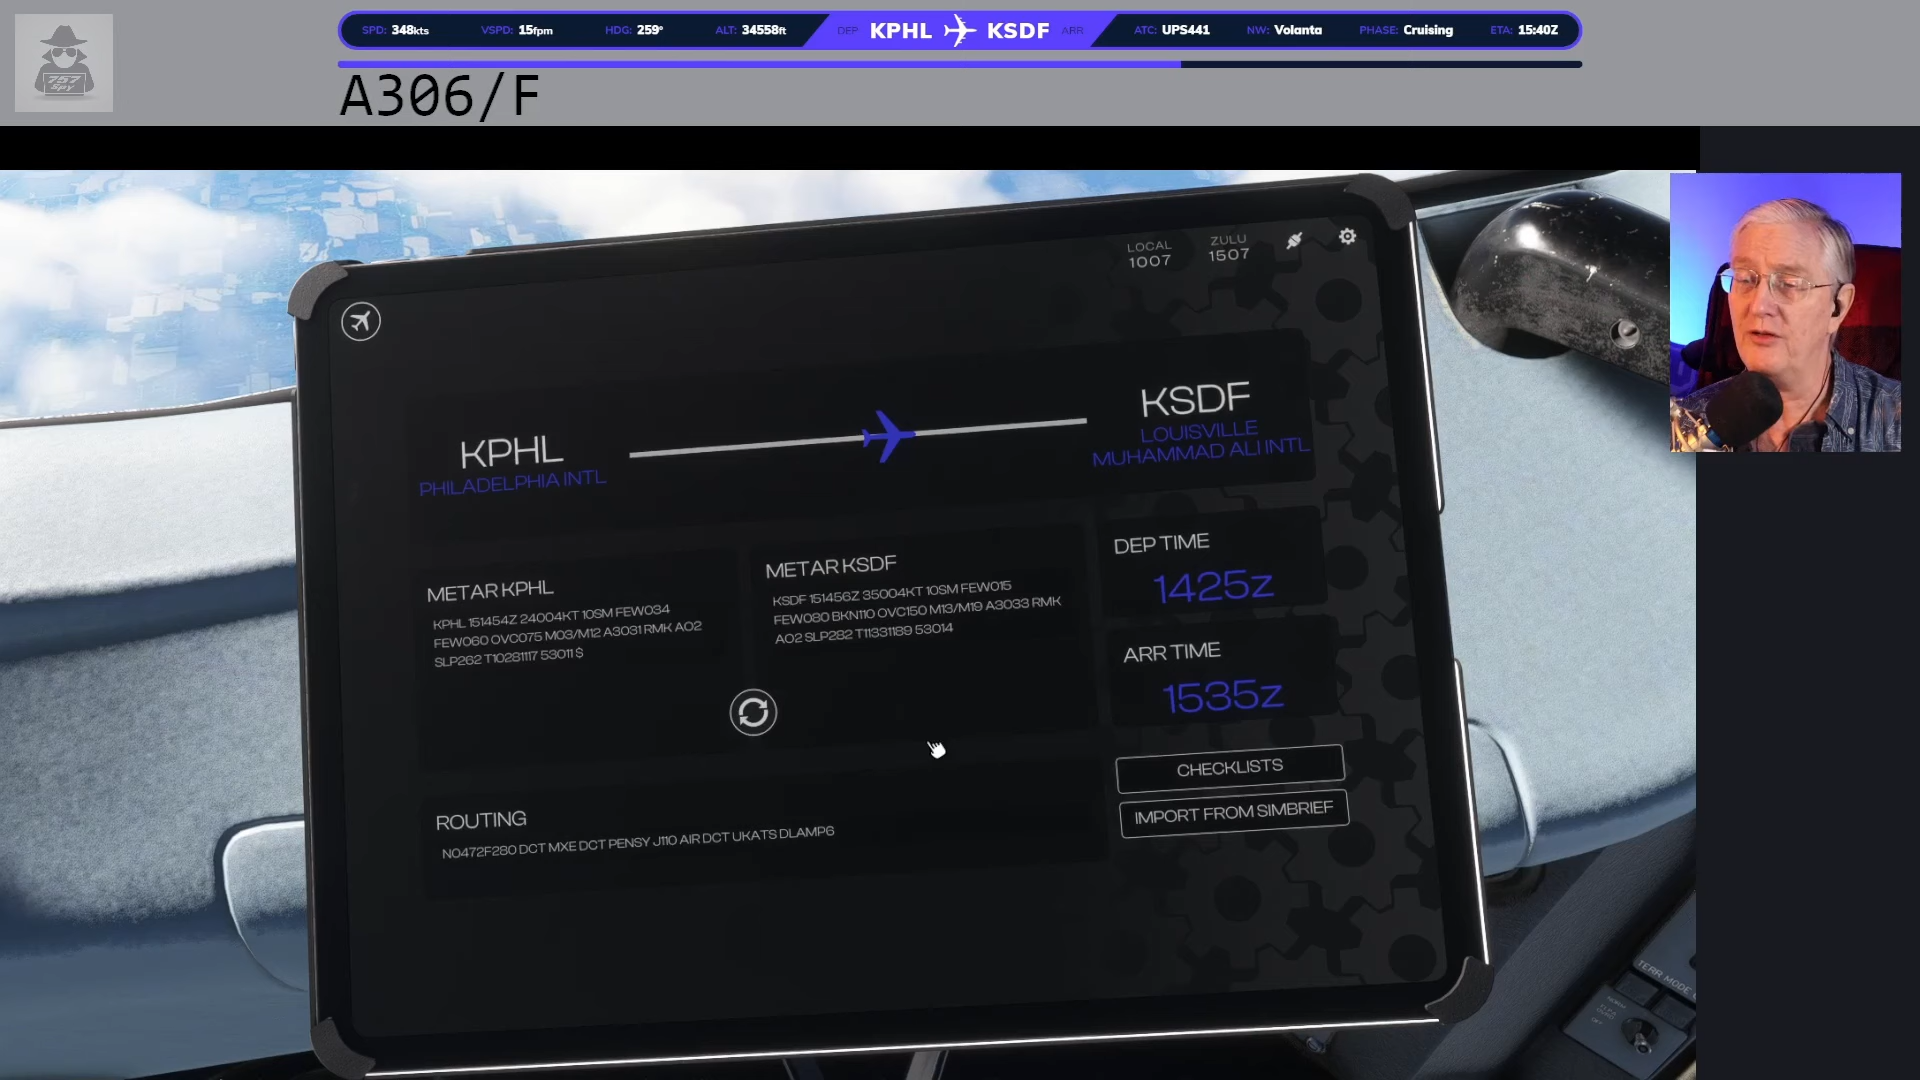 SPD: 348kts VSPD: 15fpm HDG: 259° ALT: 34558ft DEP KPHL KSDF ARR ATC: UPS441 NW: Volanta PHASE: Cruising ETA: 15:40Z
757
Spy
A306/F
LOCAL
1007
ZULU
1507
KPHL
PHILADELPHIA INTL
KSDF
LOUISVILLE
MUHAMMAD ALI INTL
METAR KPHL
KPHL 151454Z 24004KT 10SM FEW034
FEW060 OVC075 M03/M12 A3031 RMK AO2
SLP262 T10281117 53011 $
METAR KSDF
KSDF 151456Z 35004KT 10SM FEW015
FEW080 BKN110 OVC150 M13/M19 A3033 RMK
AO2 SLP282 T11331189 53014
DEP TIME
1425z
ARR TIME
1535z
CHECKLISTS
IMPORT FROM SIMBRIEF
ROUTING
N0472F280 DCT MXE DCT PENSY J110 AIR DCT UKATS DLAMP6
TERR MODE